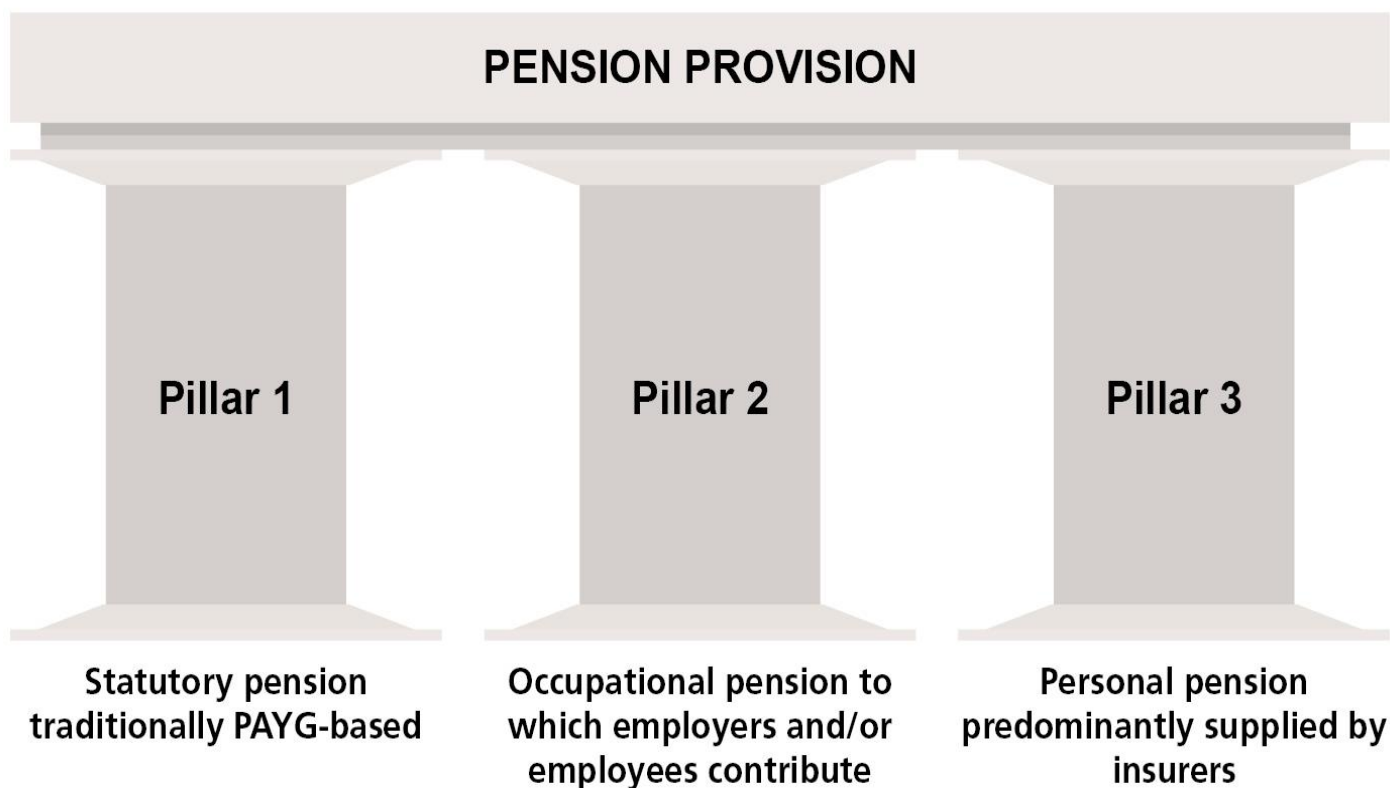 PENSION PROVISION
Pillar 1
Pillar 2
Pillar 3
Statutory pension
traditionally PAYG-based
Occupational pension to
which employers and/or
employees contribute
Personal pension
predominantly supplied by
insurers